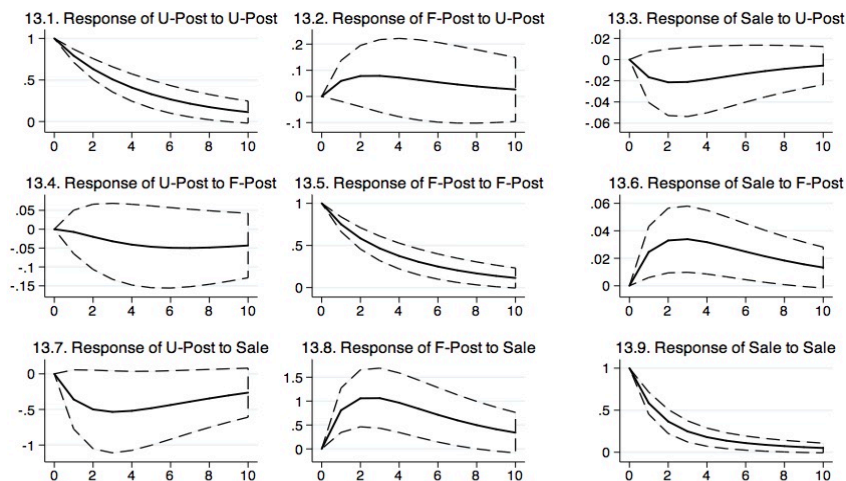 13.1. Response of U-Post to U-Post
1
.5
0
0 2 4 6 8 10
13.2. Response of F-Post to U-Post
.2
.1
0
-.1
0 2 4 6 8 10
13.3. Response of Sale to U-Post
.02
0
-.02
-.04
-.06
0 2 4 6 8 10
13.4. Response of U-Post to F-Post
.05
0
-.05
-.1
-.15
0 2 4 6 8 10
13.5. Response of F-Post to F-Post
1
.5
0
0 2 4 6 8 10
13.6. Response of Sale to F-Post
.06
.04
.02
0
0 2 4 6 8 10
13.7. Response of U-Post to Sale
0
-.5
-1
0 2 4 6 8 10
13.8. Response of F-Post to Sale
1.5
1
.5
0
0 2 4 6 8 10
13.9. Response of Sale to Sale
1
.5
0
0 2 4 6 8 10